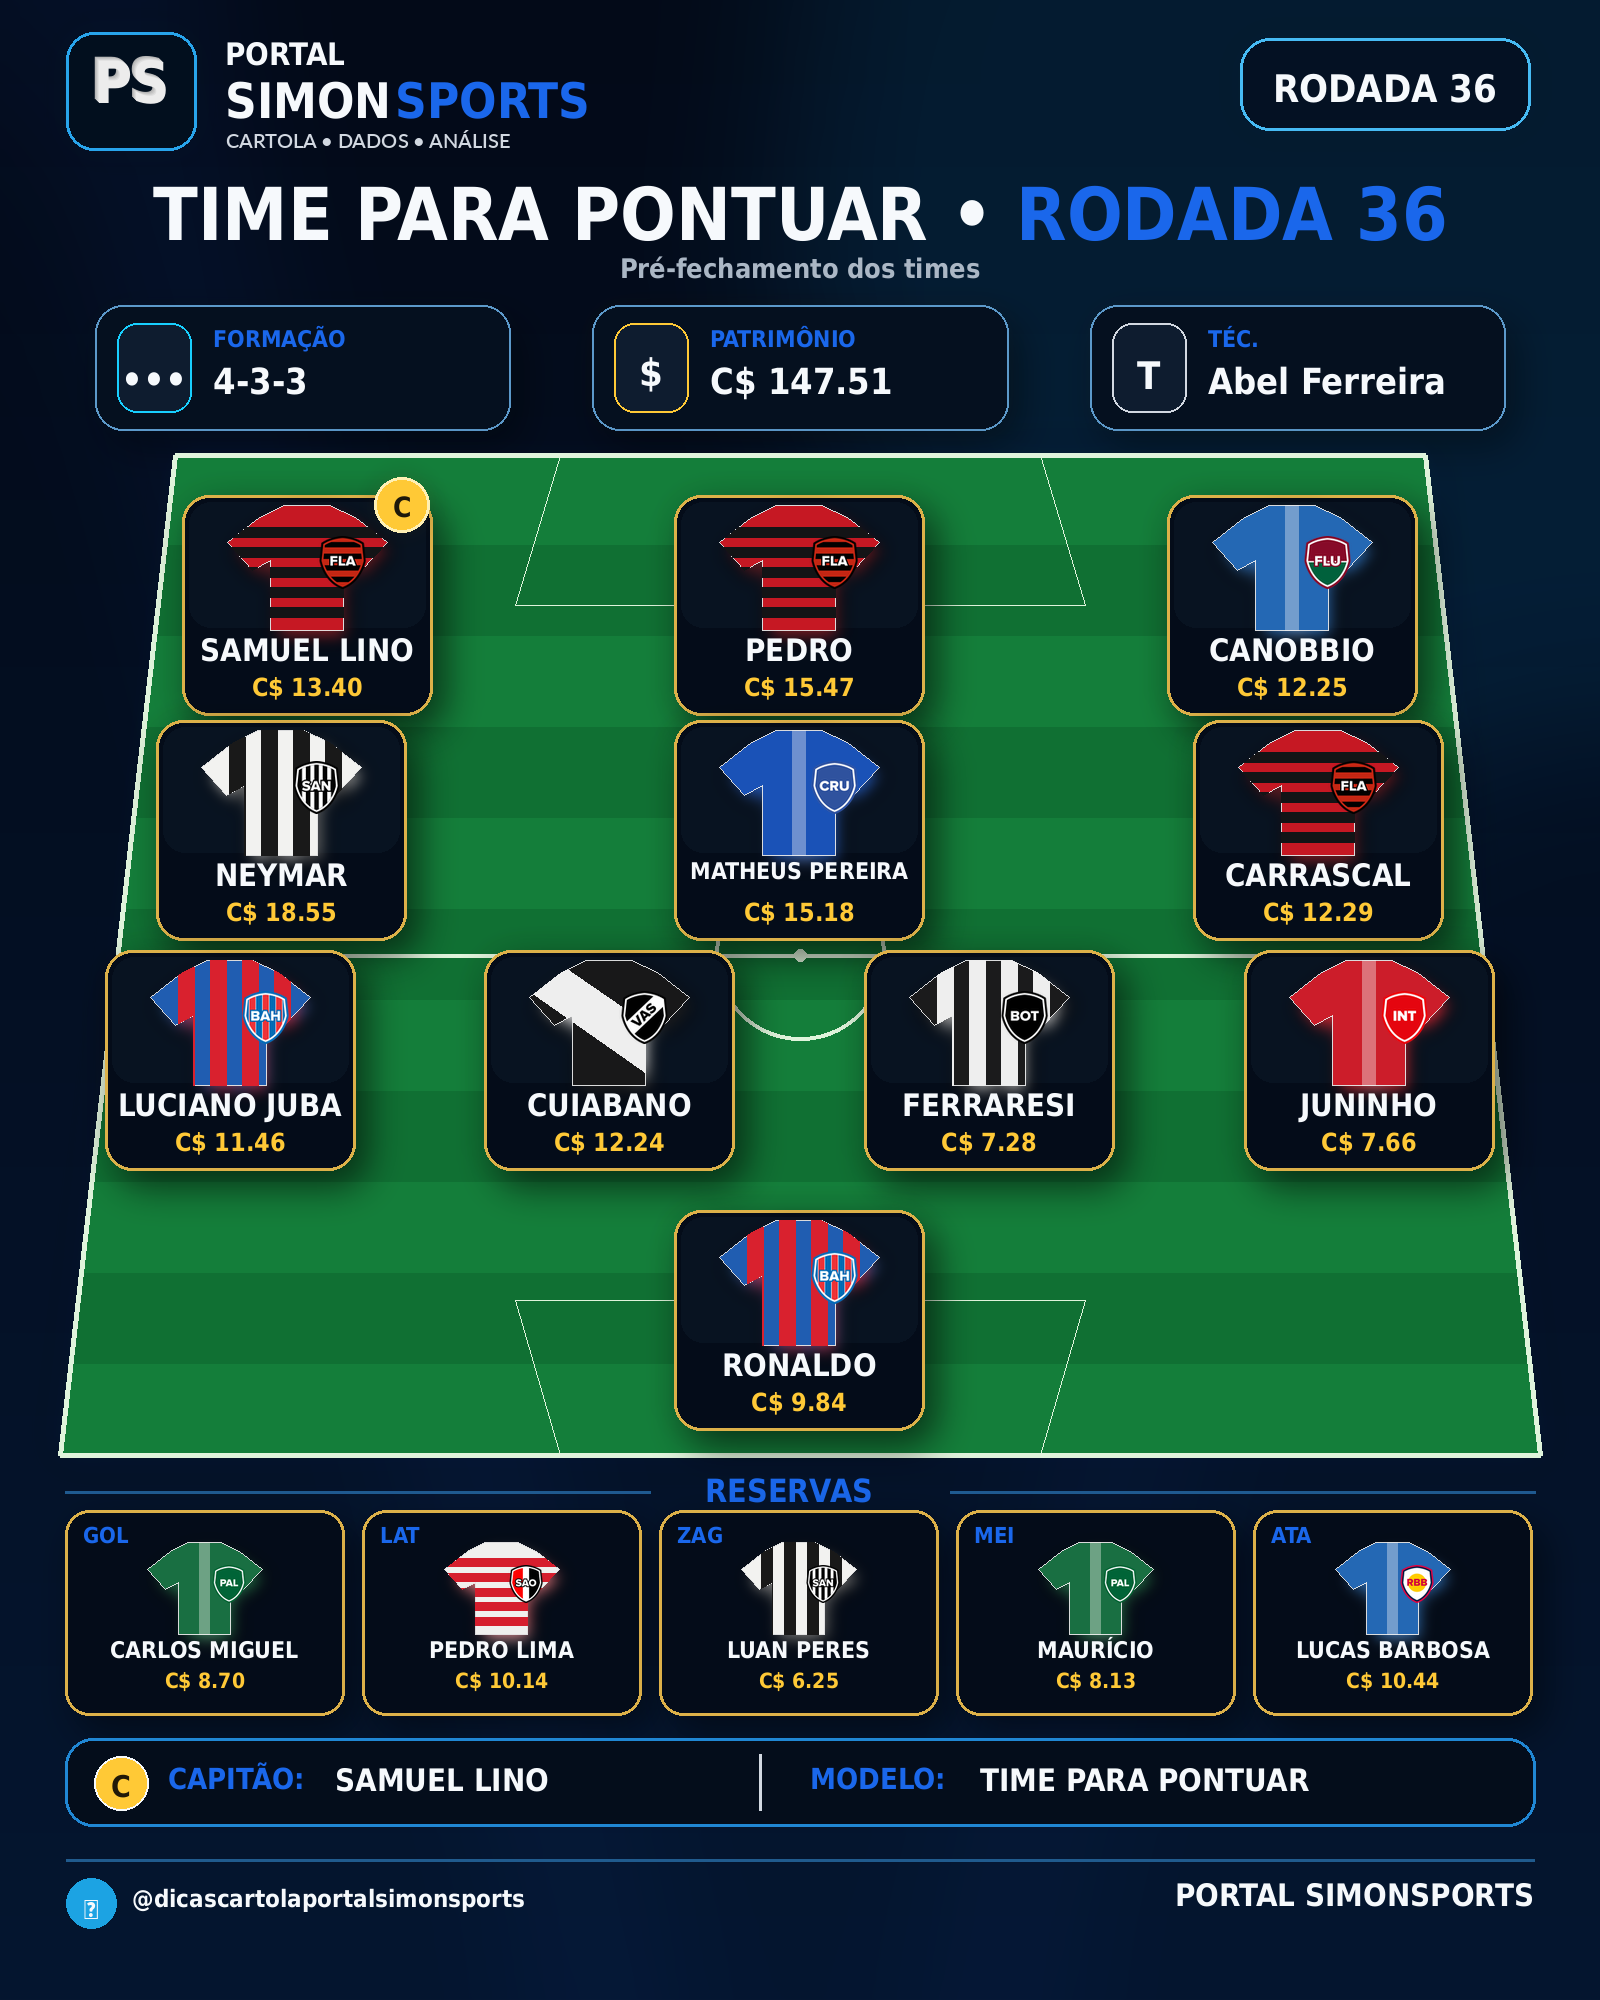 PS
PORTAL
SIMONSPORTS
CARTOLA • DADOS • ANÁLISE
RODADA 36
TIME PARA PONTUAR • RODADA 36
Pré-fechamento dos times
FORMAÇÃO
4-3-3
$
PATRIMÔNIO
C$ 147.51
T
TÉC.
Abel Ferreira
C
FLA
FLA
FLU
SAMUEL LINO
PEDRO
CANOBBIO
C$ 13.40
C$ 15.47
C$ 12.25
SAN
CRU
FLA
NEYMAR
MATHEUS PEREIRA
CARRASCAL
C$ 18.55
C$ 15.18
C$ 12.29
BAH
VAS
BOT
INT
LUCIANO JUBA
CUIABANO
FERRARESI
JUNINHO
C$ 11.46
C$ 12.24
C$ 7.28
C$ 7.66
BAH
RONALDO
C$ 9.84
RESERVAS
GOL
LAT
ZAG
MEI
ATA
PAL
SAO
SAN
PAL
RBB
CARLOS MIGUEL
PEDRO LIMA
LUAN PERES
MAURÍCIO
LUCAS BARBOSA
C$ 8.70
C$ 10.14
C$ 6.25
C$ 8.13
C$ 10.44
C CAPITÃO: SAMUEL LINO
MODELO: TIME PARA PONTUAR
@dicascartolaportalsimonsports
PORTAL SIMONSPORTS